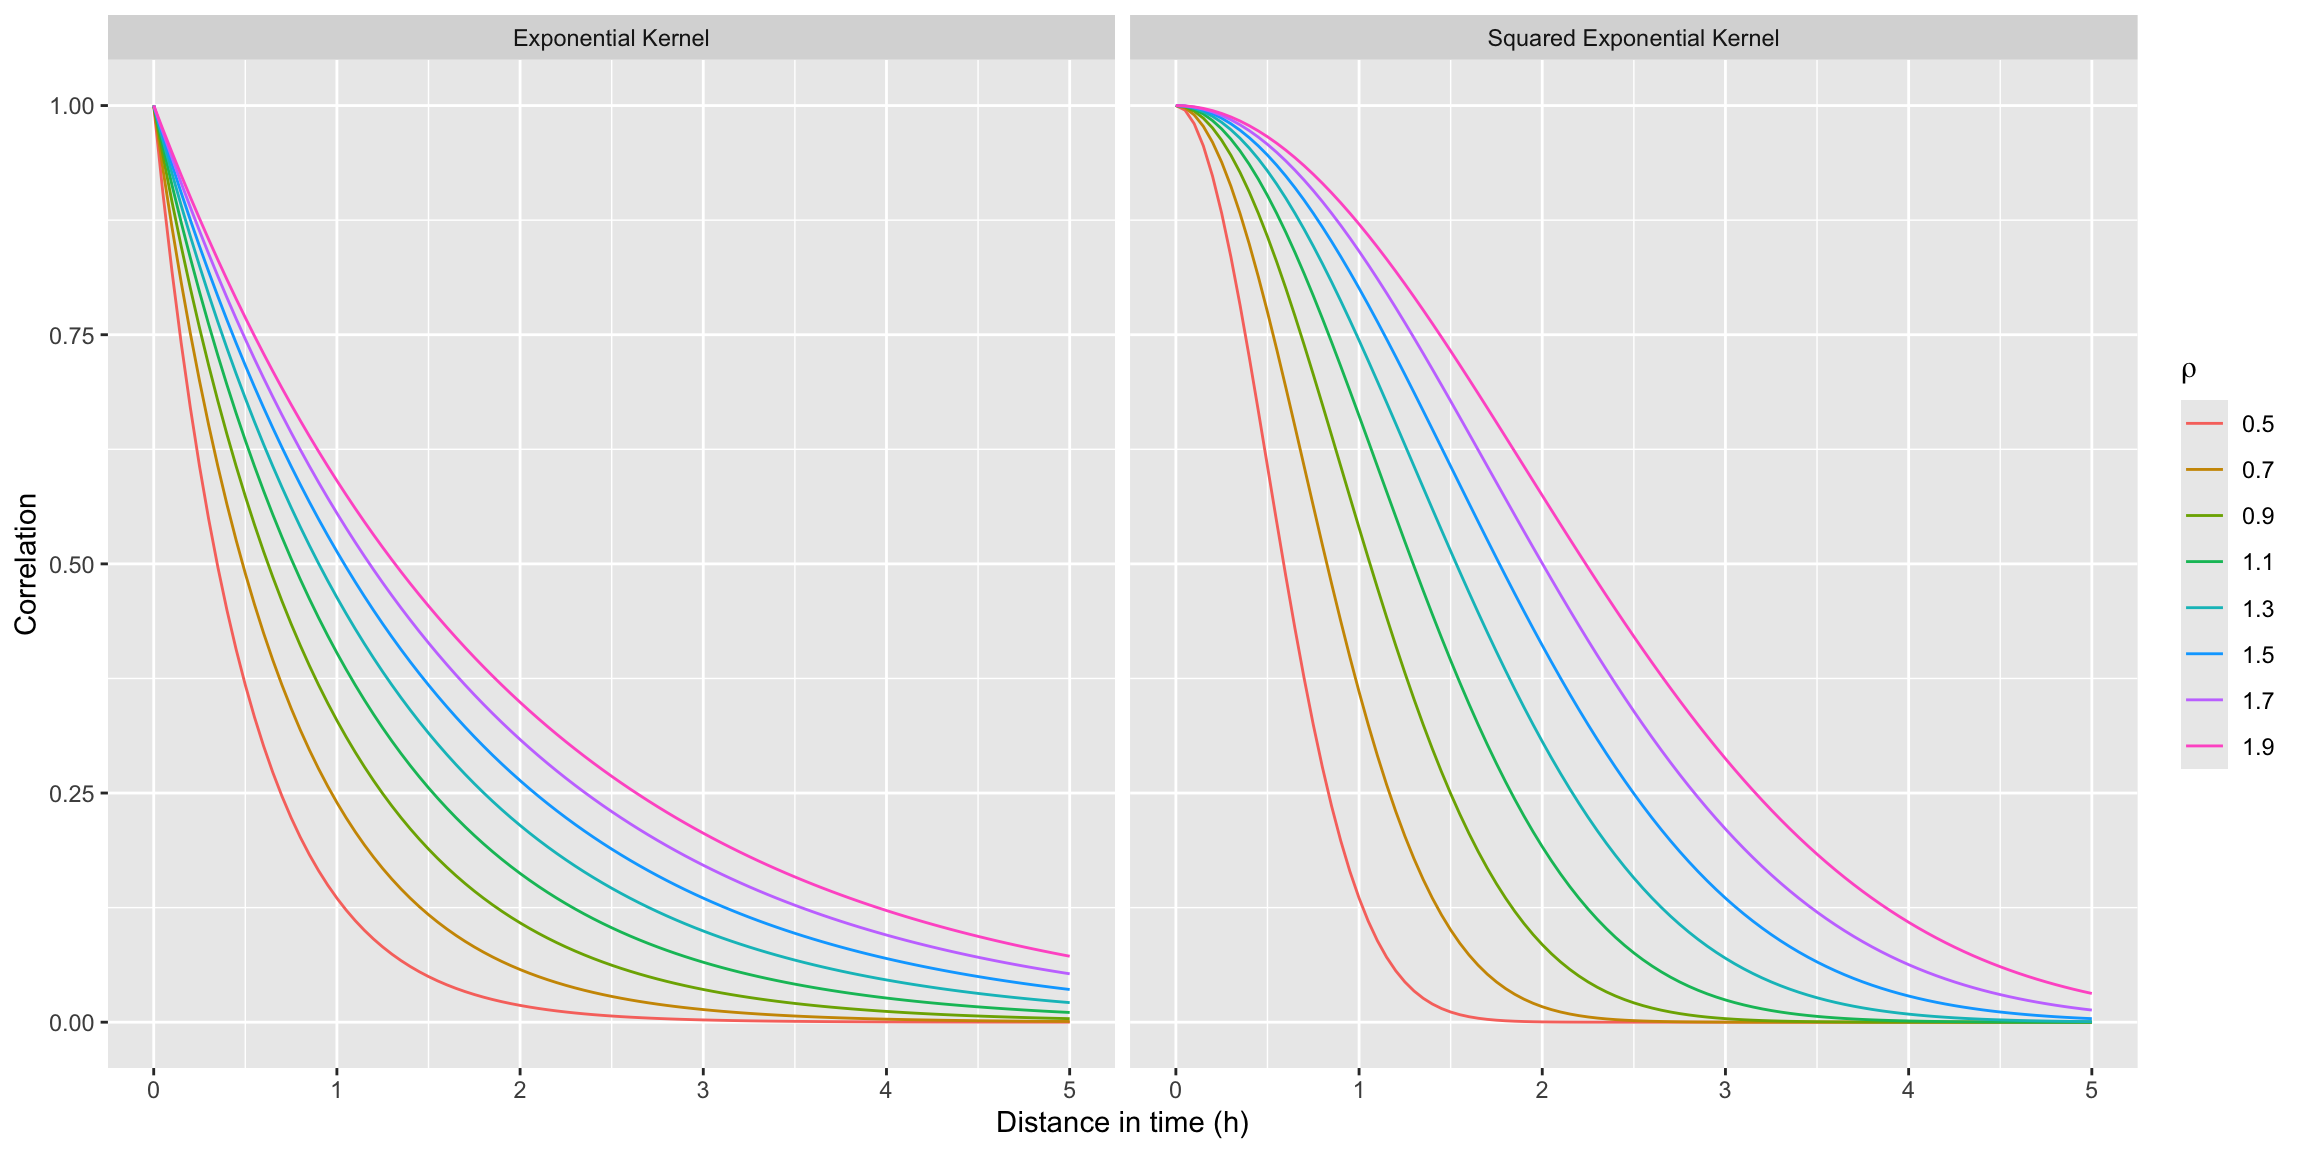 Exponential Kernel
Squared Exponential Kernel
1.00
0.75
0.50
0.25
0.00
Correlation
0 1 2 3 4 5
0 1 2 3 4 5
Distance in time (h)
ρ
0.5
0.7
0.9
1.1
1.3
1.5
1.7
1.9